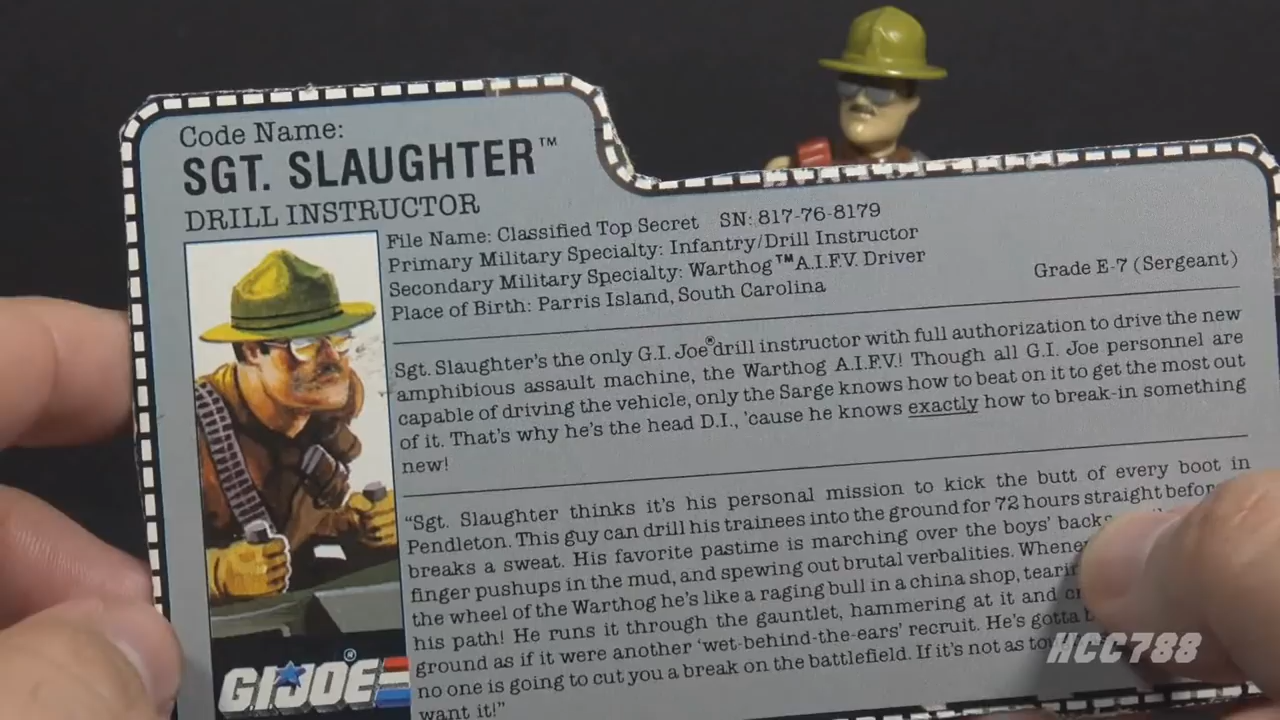 Code Name:
SGT. SLAUGHTER™
DRILL INSTRUCTOR
File Name: Classified Top Secret SN: 817-76-8179
Primary Military Specialty: Infantry/Drill Instructor
Secondary Military Specialty: Warthog™ A.I.F.V. Driver
Place of Birth: Parris Island, South Carolina
Grade E-7 (Sergeant)
Sgt. Slaughter's the only G.I. Joe® drill instructor with full authorization to drive the new
amphibious assault machine, the Warthog A.I.F.V.! Though all G.I. Joe personnel are
capable of driving the vehicle, only the Sarge knows how to beat on it to get the most out
of it. That's why he's the head D.I., 'cause he knows exactly how to break-in something
new!
"Sgt. Slaughter thinks it's his personal mission to kick the butt of every boot in
Pendleton. This guy can drill his trainees into the ground for 72 hours straight before
breaks a sweat. His favorite pastime is marching over the boys' backs
finger pushups in the mud, and spewing out brutal verbalities.
the wheel of the Warthog he's like a raging bull in a china shop,
his path! He runs it through the gauntlet, hammering at it and
ground as if it were another 'wet-behind-the-ears' recruit. He's gotta
no one is going to cut you a break on the battlefield. If it's not as
want it!"
G.I. JOE®
HCC788